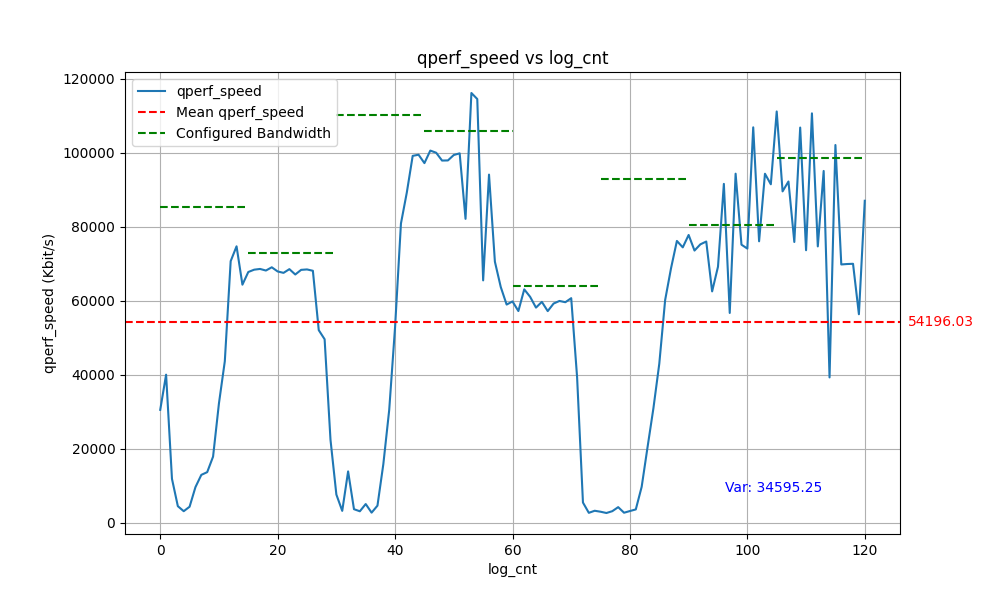 qperf_speed vs log_cnt
qperf_speed
Mean qperf_speed
Configured Bandwidth
qperf_speed (Kbit/s)
120000
100000
80000
60000
40000
20000
0
54196.03
Var: 34595.25
0 20 40 60 80 100 120
log_cnt